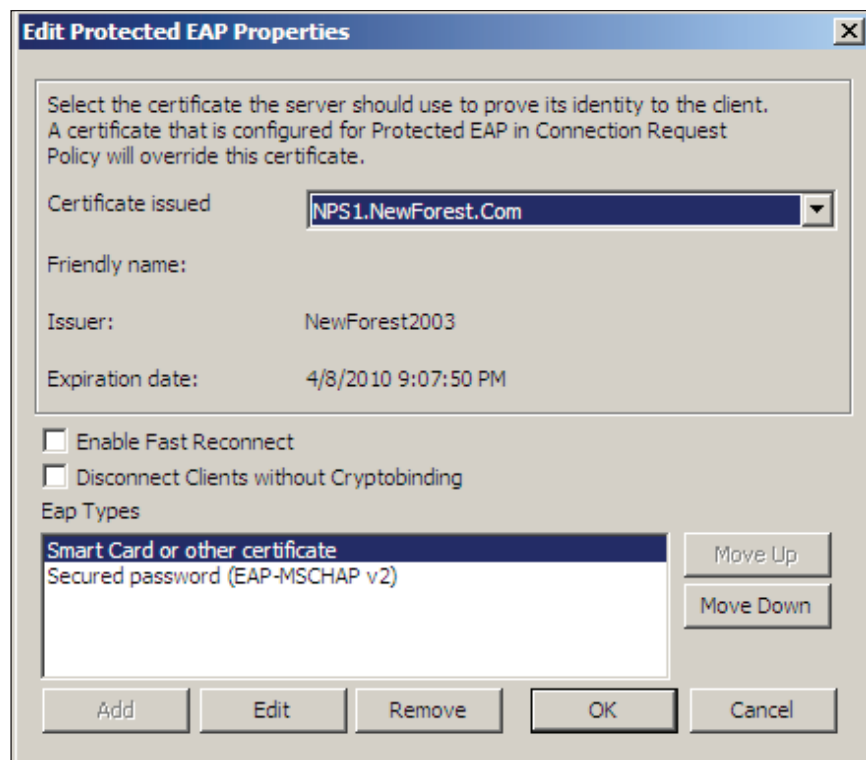 Edit Protected EAP Properties
Select the certificate the server should use to prove its identity to the client.
A certificate that is configured for Protected EAP in Connection Request
Policy will override this certificate.
Certificate issued NPS1.NewForest.Com
Friendly name:
Issuer: NewForest2003
Expiration date: 4/8/2010 9:07:50 PM
Enable Fast Reconnect
Disconnect Clients without Cryptobinding
Eap Types
Smart Card or other certificate
Secured password (EAP-MSCHAP v2)
Move Up
Move Down
Add Edit Remove OK Cancel